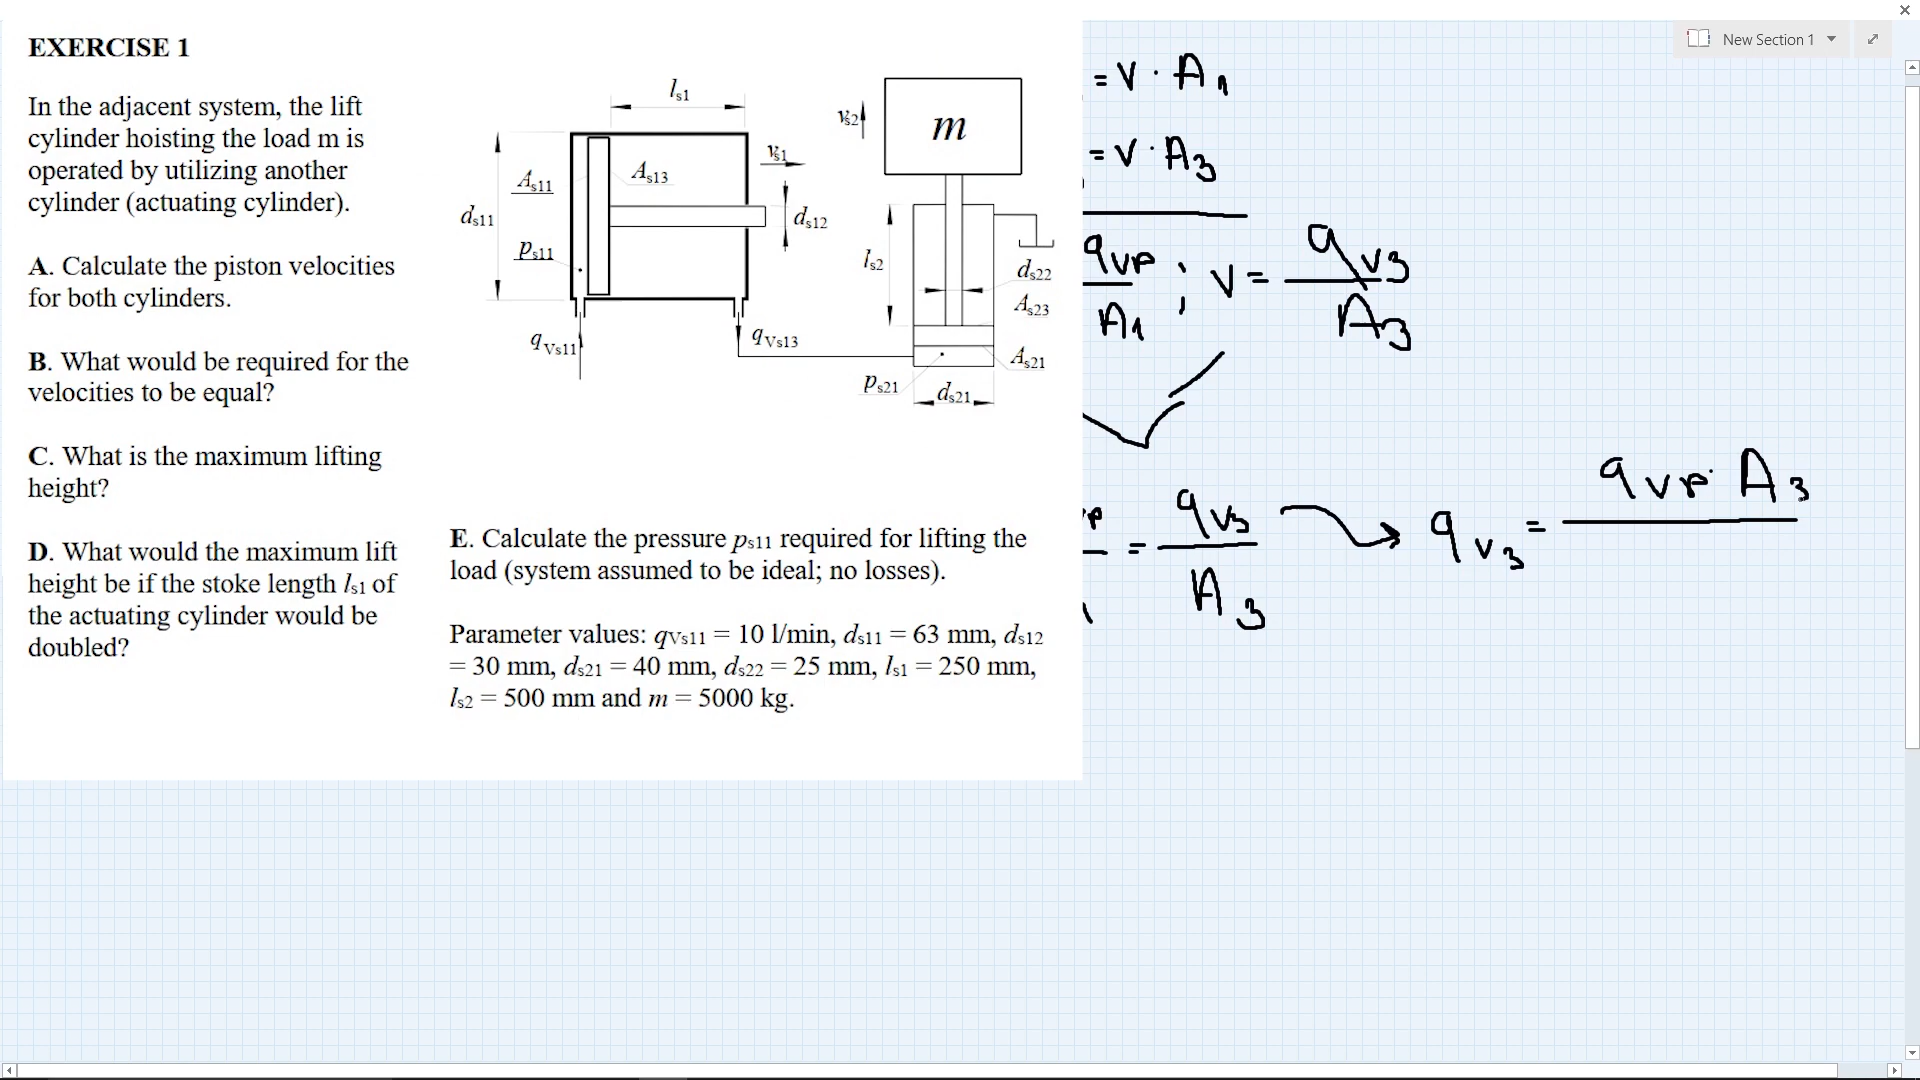 New Section 1
EXERCISE 1
In the adjacent system, the lift
cylinder hoisting the load m is
operated by utilizing another
cylinder (actuating cylinder).
A. Calculate the piston velocities
for both cylinders.
B. What would be required for the
velocities to be equal?
C. What is the maximum lifting
height?
D. What would the maximum lift
height be if the stoke length ls1 of
the actuating cylinder would be
doubled?
ls1
vs1
As11
As13
ds11
ds12
ps11
qVs11
qVs13
vs2
m
ls2
ds22
As23
As21
ps21
ds21
E. Calculate the pressure ps11 required for lifting the
load (system assumed to be ideal; no losses).
Parameter values: qVs11 = 10 l/min, ds11 = 63 mm, ds12
= 30 mm, ds21 = 40 mm, ds22 = 25 mm, ls1 = 250 mm,
ls2 = 500 mm and m = 5000 kg.
= v · A1
= v · A3
qvp / A1 ; v = qv3 / A3
= qv3 / A3
qv3 = qvp · A3